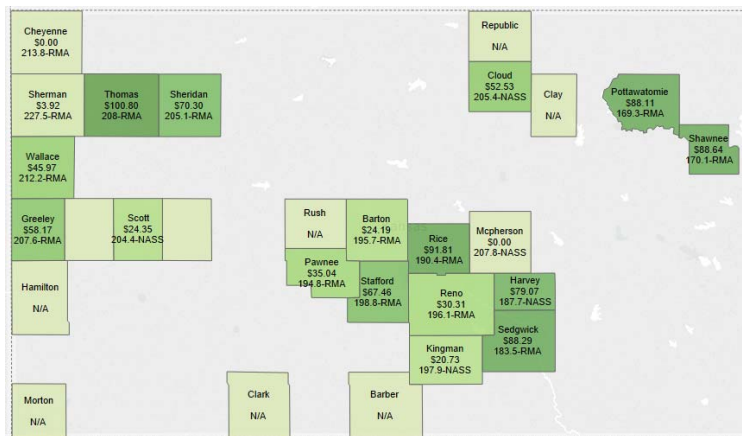 Cheyenne
$0.00
213.8-RMA
Republic
N/A
Sherman
$3.92
227.5-RMA
Thomas
$100.80
208-RMA
Sheridan
$70.30
205.1-RMA
Cloud
$52.53
205.4-NASS
Clay
N/A
Pottawatomie
$88.11
169.3-RMA
Shawnee
$88.64
170.1-RMA
Wallace
$45.97
212.2-RMA
Greeley
$58.17
207.6-RMA
Scott
$24.35
204.4-NASS
Rush
N/A
Barton
$24.19
195.7-RMA
Rice
$91.81
190.4-RMA
Mcpherson
$0.00
207.8-NASS
Pawnee
$35.04
194.8-RMA
Stafford
$67.46
198.8-RMA
Hamilton
N/A
Reno
$30.31
196.1-RMA
Harvey
$79.07
187.7-NASS
Sedgwick
$88.29
183.5-RMA
Kingman
$20.73
197.9-NASS
Morton
N/A
Clark
N/A
Barber
N/A